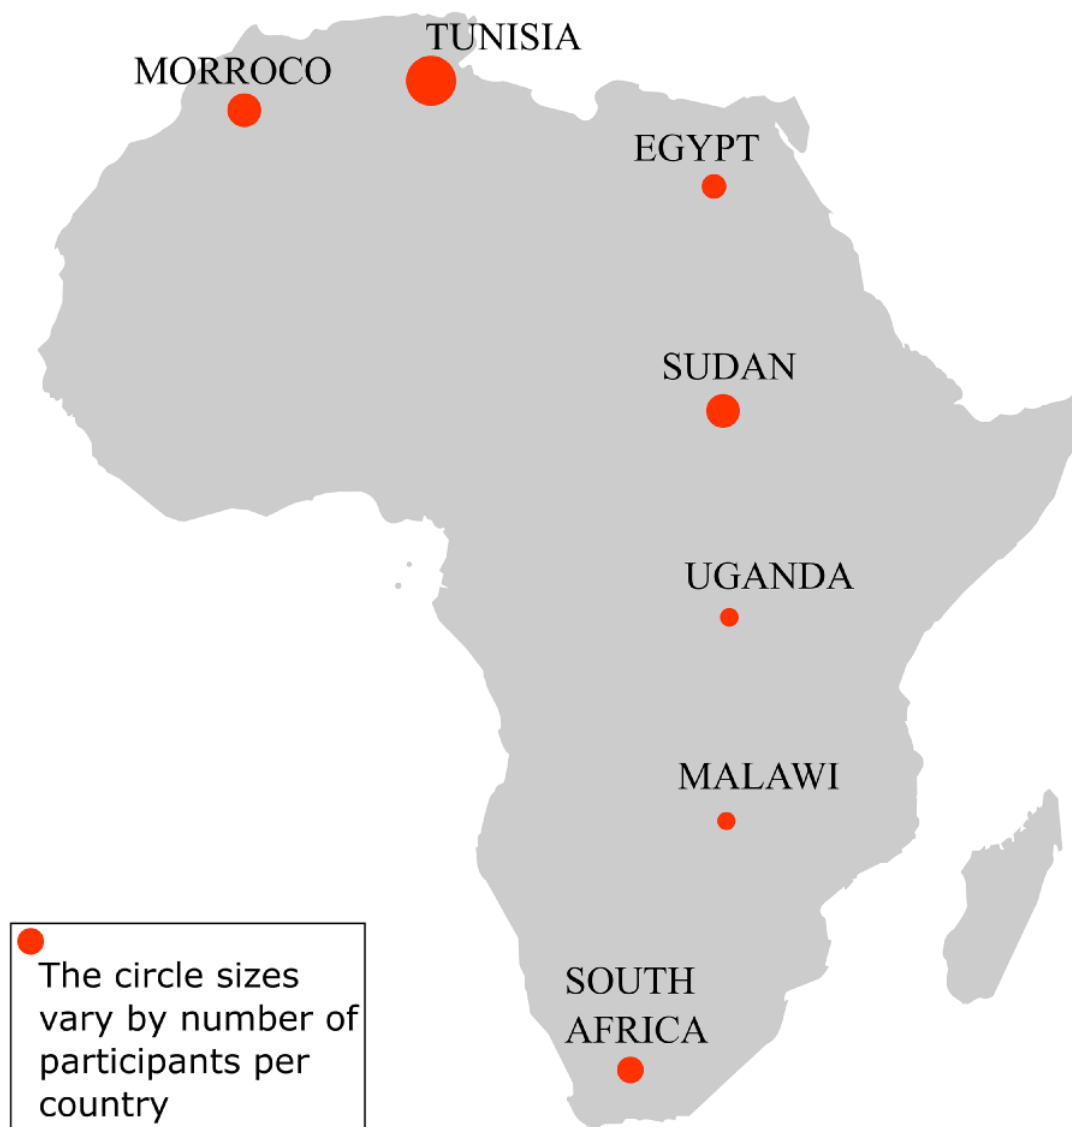 TUNISIA
MORROCO
EGYPT
SUDAN
UGANDA
MALAWI
SOUTH
AFRICA
The circle sizes
vary by number of
participants per
country